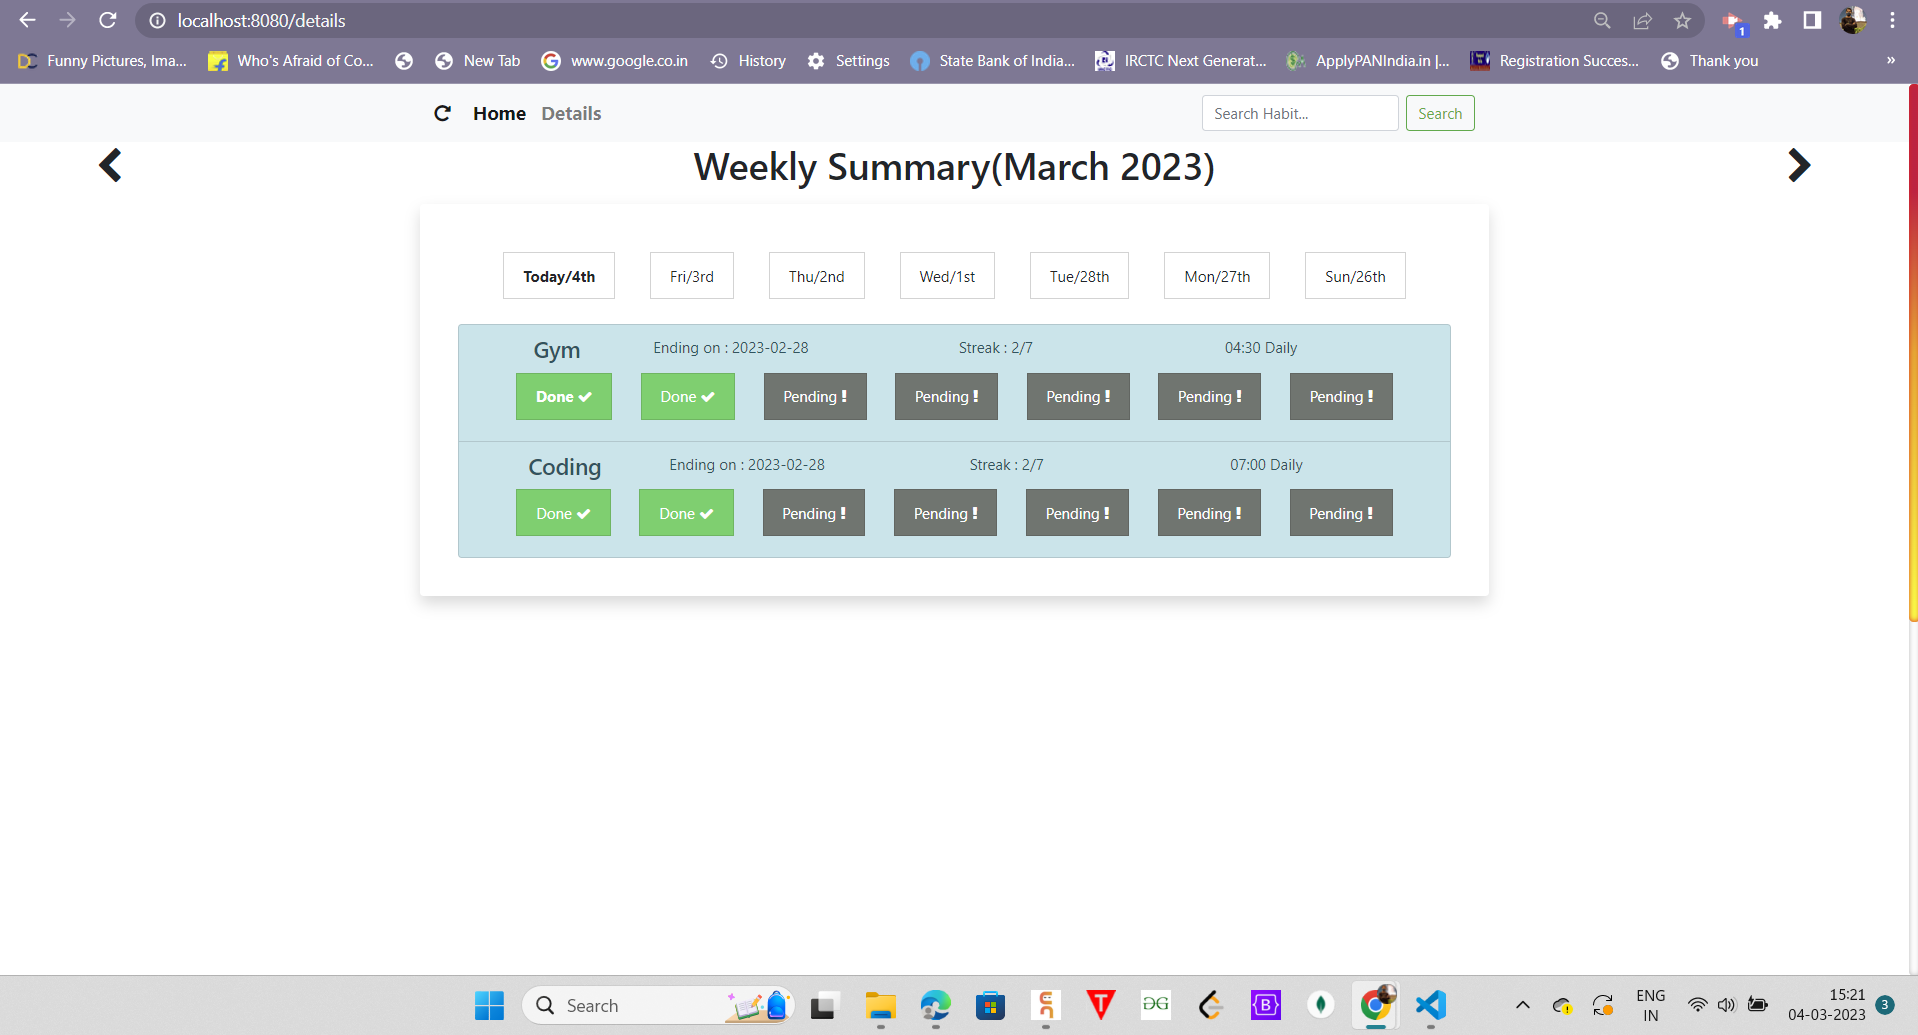 localhost:8080/details
1
DC Funny Pictures, Ima... Who's Afraid of Co... New Tab www.google.co.in History Settings State Bank of India... IRCTC Next Generat... ApplyPANIndia.in |... Registration Succes... Thank you »
Home Details Search Habit... Search
Weekly Summary(March 2023)
Today/4th Fri/3rd Thu/2nd Wed/1st Tue/28th Mon/27th Sun/26th
Gym Ending on : 2023-02-28 Streak : 2/7 04:30 Daily
Done Done Pending ! Pending ! Pending ! Pending ! Pending !
Coding Ending on : 2023-02-28 Streak : 2/7 07:00 Daily
Done Done Pending ! Pending ! Pending ! Pending ! Pending !
Search T B ENG 15:21
IN 04-03-2023 3